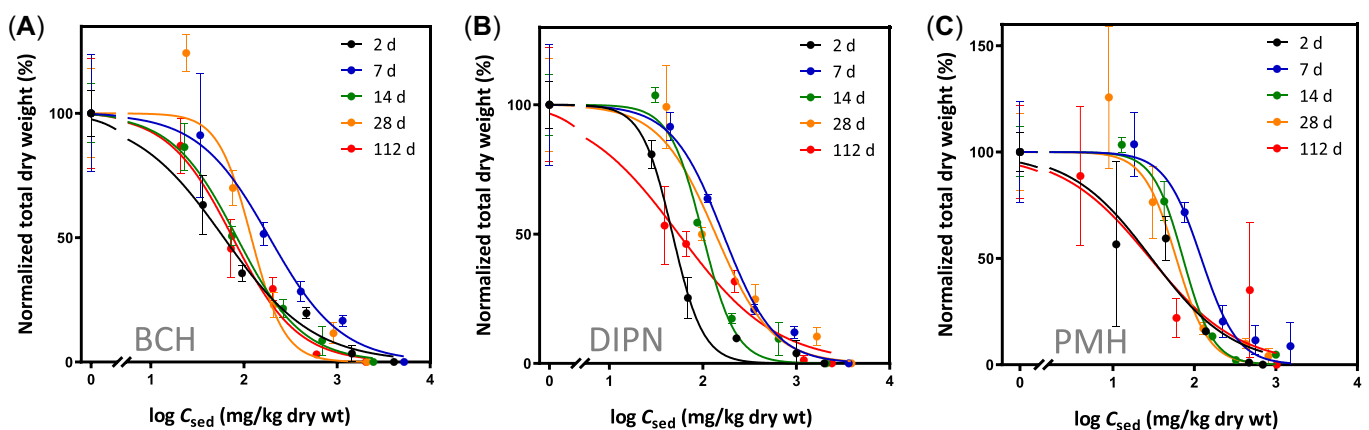 (A)
Normalized total dry weight (%)
100
50
0
2 d
7 d
14 d
28 d
112 d
BCH
0 1 2 3 4
log Csed (mg/kg dry wt)
(B)
Normalized total dry weight (%)
100
50
0
2 d
7 d
14 d
28 d
112 d
DIPN
0 1 2 3 4
log Csed (mg/kg dry wt)
(C)
Normalized total dry weight (%)
150
100
50
0
2 d
7 d
14 d
28 d
112 d
PMH
0 1 2 3 4
log Csed (mg/kg dry wt)